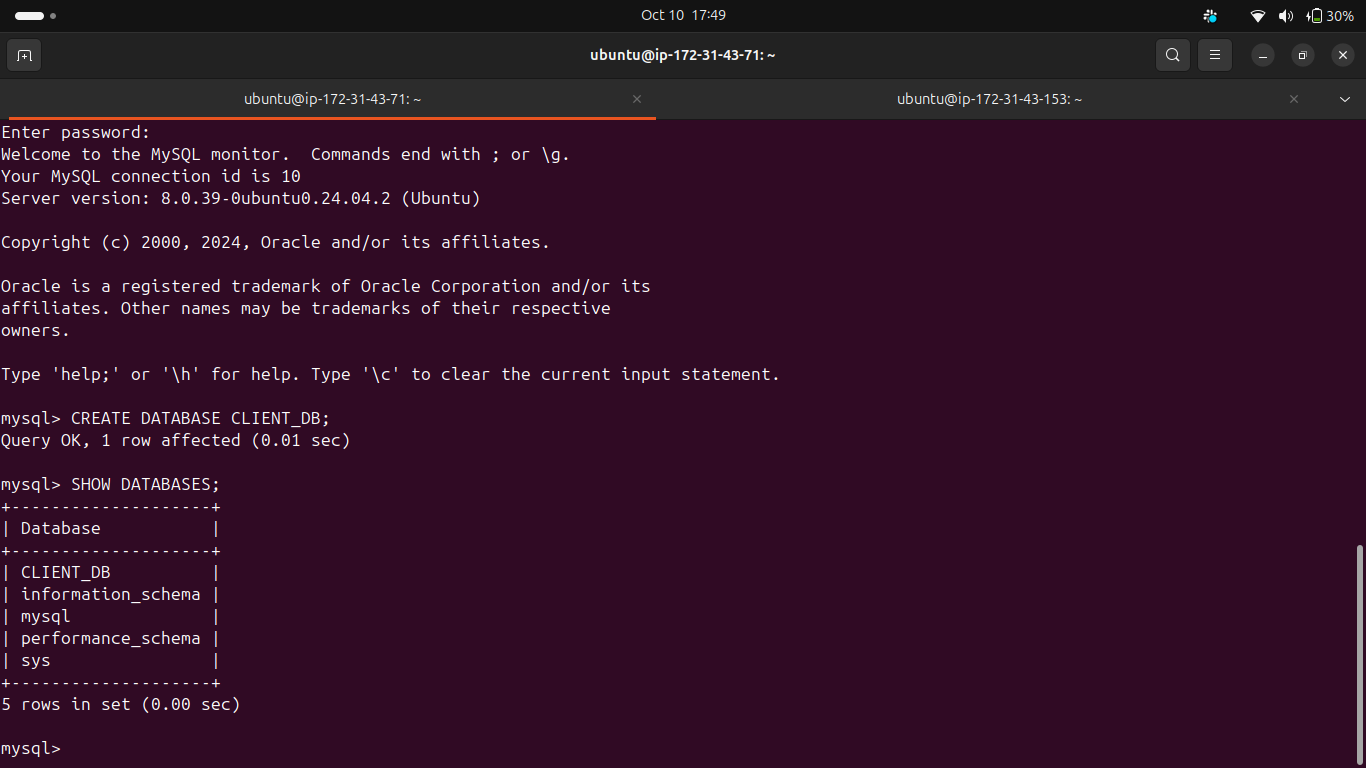 Oct 10 17:49
30%
ubuntu@ip-172-31-43-71: ~
ubuntu@ip-172-31-43-71: ~
ubuntu@ip-172-31-43-153: ~
Enter password:
Welcome to the MySQL monitor.  Commands end with ; or \g.
Your MySQL connection id is 10
Server version: 8.0.39-0ubuntu0.24.04.2 (Ubuntu)
Copyright (c) 2000, 2024, Oracle and/or its affiliates.
Oracle is a registered trademark of Oracle Corporation and/or its
affiliates. Other names may be trademarks of their respective
owners.
Type 'help;' or '\h' for help. Type '\c' to clear the current input statement.
mysql> CREATE DATABASE CLIENT_DB;
Query OK, 1 row affected (0.01 sec)
mysql> SHOW DATABASES;
+--------------------+
| Database           |
+--------------------+
| CLIENT_DB          |
| information_schema |
| mysql              |
| performance_schema |
| sys                |
+--------------------+
5 rows in set (0.00 sec)
mysql>